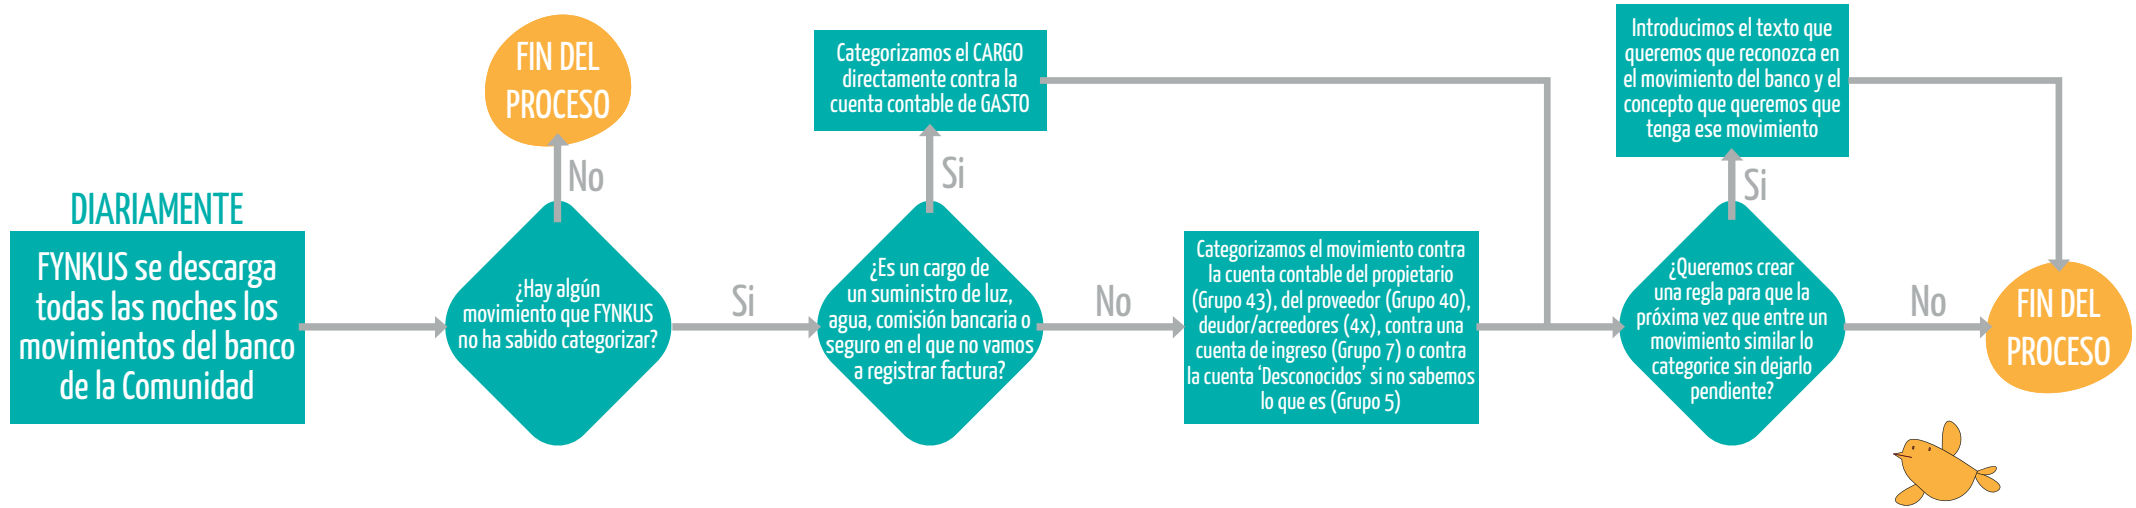 DIARIAMENTE
FYNKUS se descarga
todas las noches los
movimientos del banco
de la Comunidad
¿Hay algún
movimiento que FYNKUS
no ha sabido categorizar?
No
FIN DEL
PROCESO
Si
¿Es un cargo de
un suministro de luz,
agua, comisión bancaria o
seguro en el que no vamos
a registrar factura?
Si
Categorizamos el CARGO
directamente contra la
cuenta contable de GASTO
No
Categorizamos el movimiento contra
la cuenta contable del propietario
(Grupo 43), del proveedor (Grupo 40),
deudor/acreedores (4x), contra una
cuenta de ingreso (Grupo 7) o contra
la cuenta ‘Desconocidos’ si no sabemos
lo que es (Grupo 5)
¿Queremos crear
una regla para que la
próxima vez que entre un
movimiento similar lo
categorice sin dejarlo
pendiente?
Si
Introducimos el texto que
queremos que reconozca en
el movimiento del banco y el
concepto que queremos que
tenga ese movimiento
No
FIN DEL
PROCESO